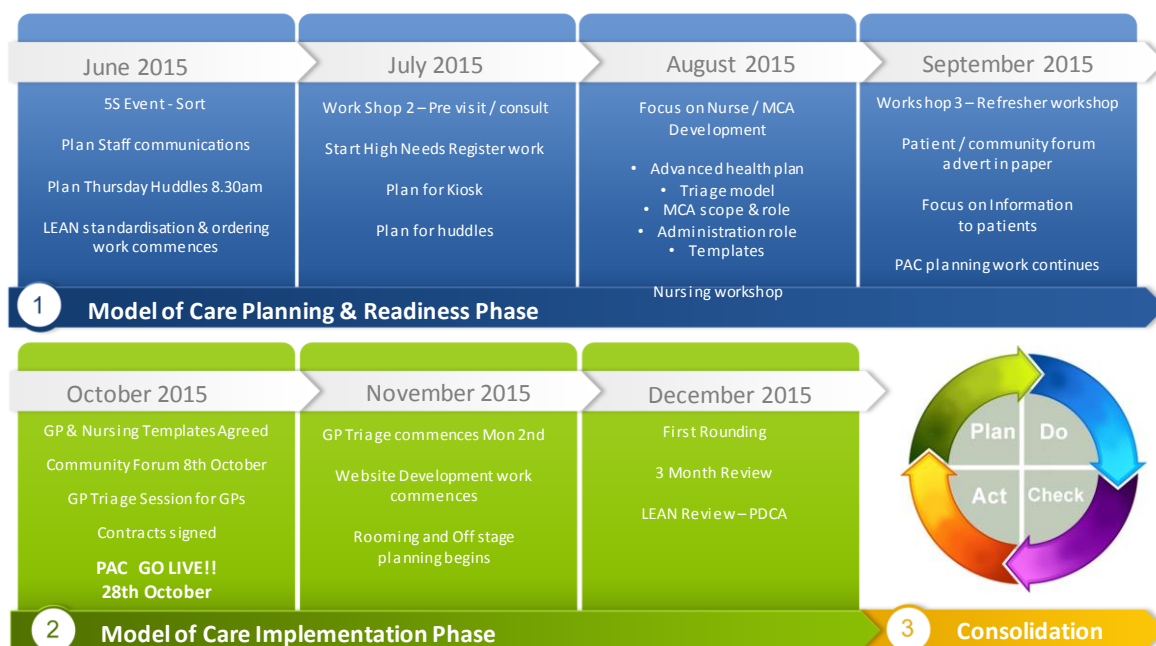 June 2015
5S Event - Sort
Plan Staff communications
Plan Thursday Huddles 8.30am
LEAN standardisation & ordering
work commences
July 2015
Work Shop 2 – Pre visit / consult
Start High Needs Register work
Plan for Kiosk
Plan for huddles
August 2015
Focus on Nurse / MCA
Development
• Advanced health plan
• Triage model
• MCA scope & role
• Administration role
• Templates
Nursing workshop
September 2015
Workshop 3 – Refresher workshop
Patient / community forum
advert in paper
Focus on Information
to patients
PAC planning work continues
1 Model of Care Planning & Readiness Phase
October 2015
GP & Nursing Templates Agreed
Community Forum 8th October
GP Triage Session for GPs
Contracts signed
PAC GO LIVE!!
28th October
November 2015
GP Triage commences Mon 2nd
Website Development work
commences
Rooming and Off stage
planning begins
December 2015
First Rounding
3 Month Review
LEAN Review – PDCA
Plan Do
Act Check
2 Model of Care Implementation Phase
3 Consolidation